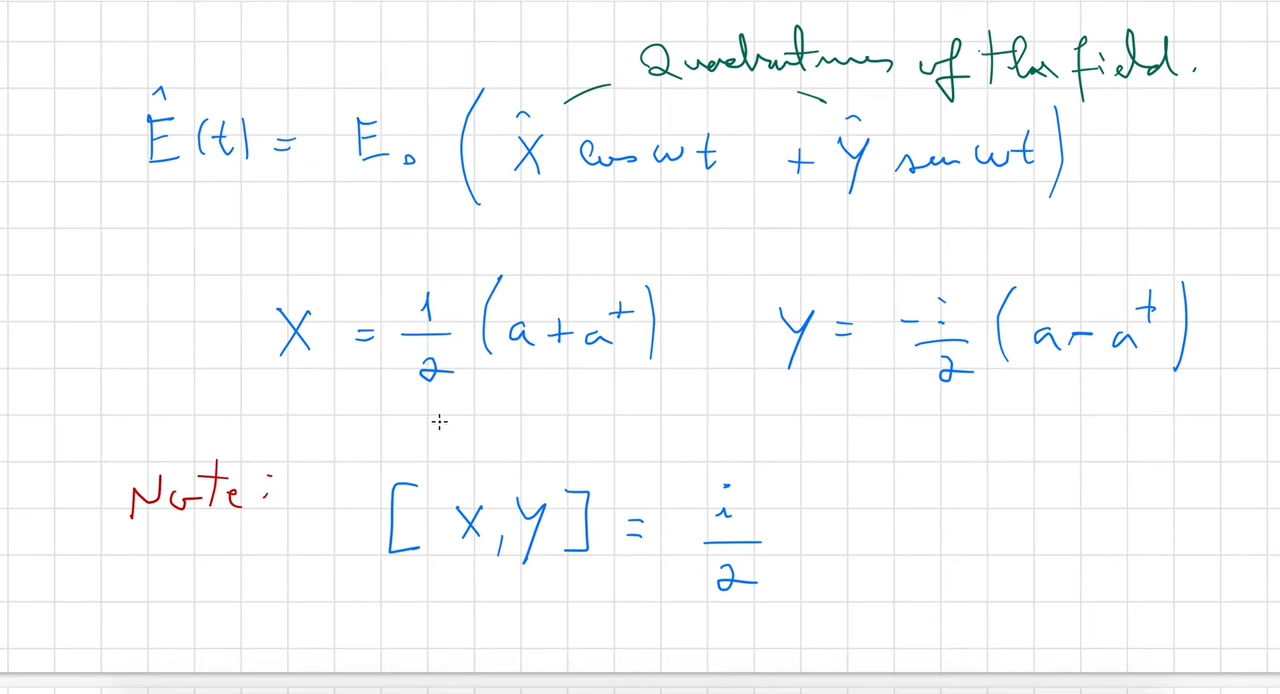 Quadratures of the field.
Ê(t) = E₀ ( X̂ cos ωt + Ŷ sin ωt )
X = 1/2 ( a + a† ) Y = -i/2 ( a - a† )
Note: [ X, Y ] = i/2